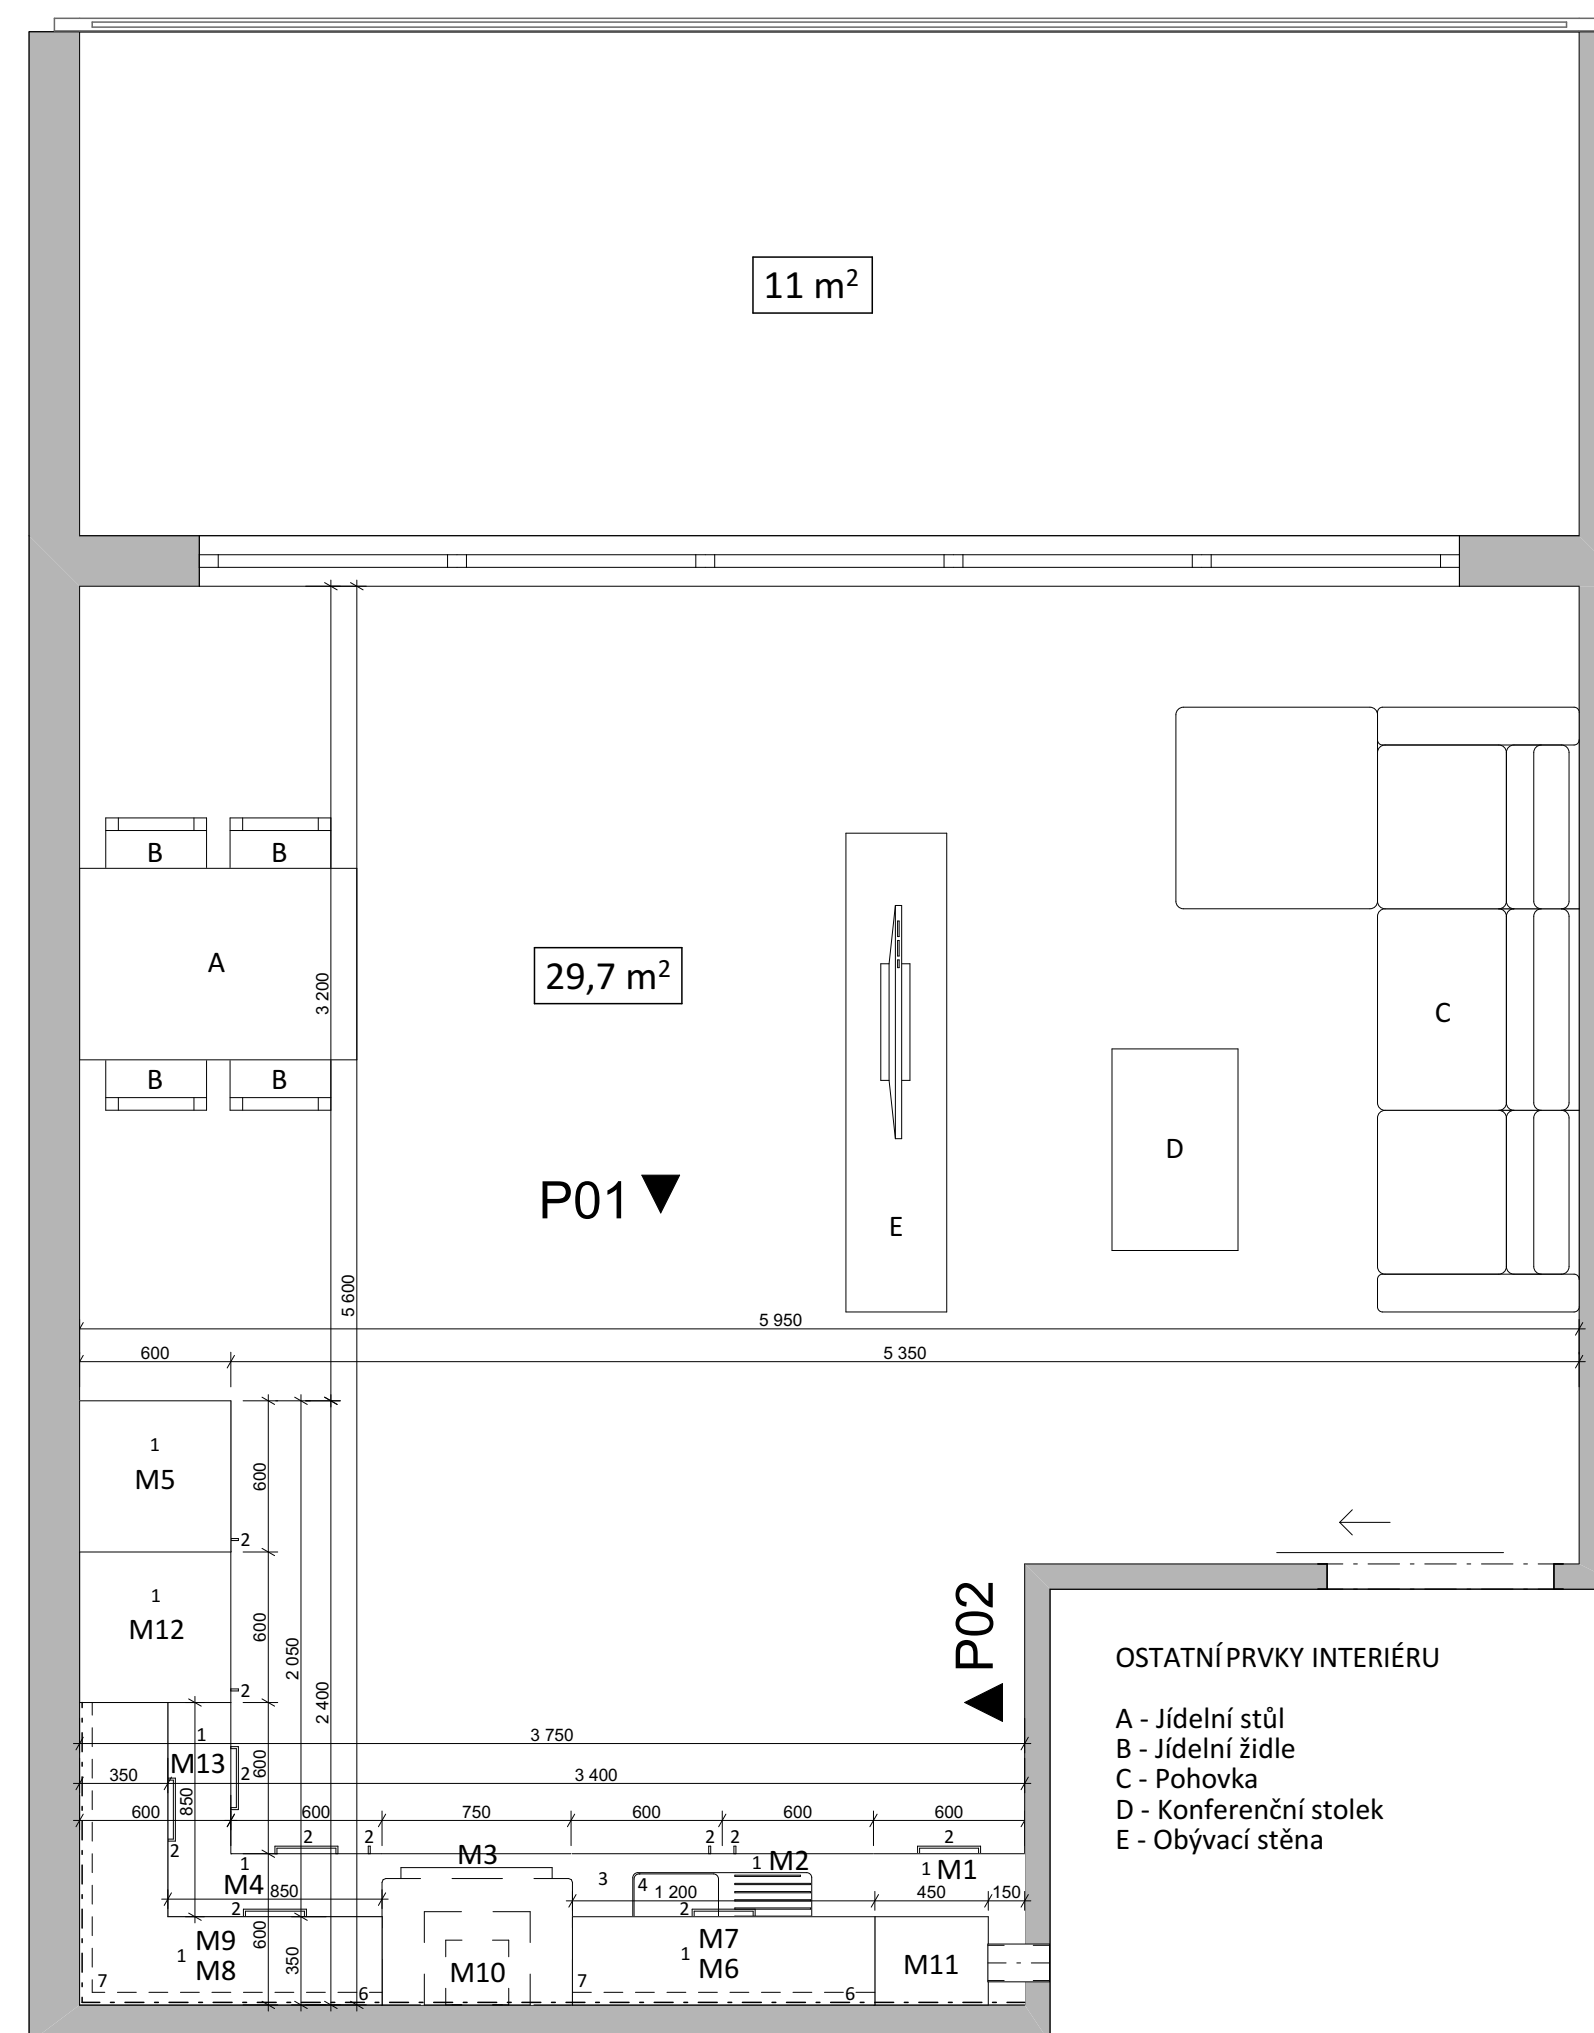 11 m²
B B
A
29,7 m²
3 200
C
B B
D
P01
E
5 600
5 950
600 5 350
1
M5
600
2
1
M12
600
2 050
2 400
2
P02
OSTATNÍ PRVKY INTERIÉRU
A - Jídelní stůl
B - Jídelní židle
C - Pohovka
D - Konferenční stolek
E - Obývací stěna
1
3 750
M13
350 2 600 3 400
850
600 600 750 600 600 600
2 2 2 2 2 2
1 M3 1 M2 1 M1
M4 850 3 4 1 200 450 150
2 2
M9 600 350 M7
1 1
M8 M10 M6 M11
7 6 7 6